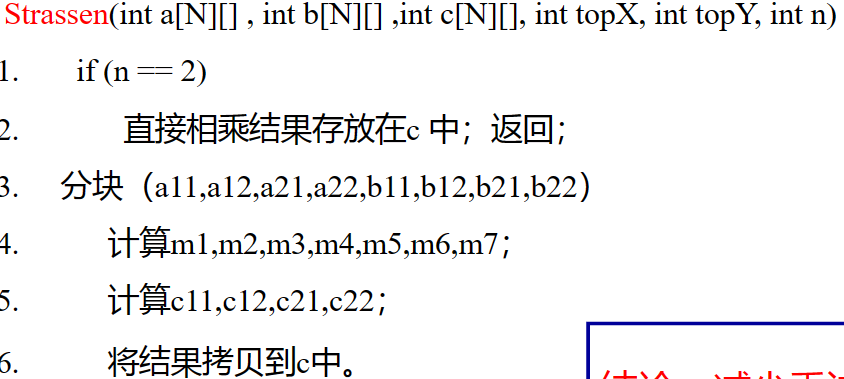 Strassen(int a[N][] , int b[N][] ,int c[N][], int topX, int topY, int n)
1. if (n == 2)
2. 直接相乘结果存放在c 中；返回；
3. 分块（a11,a12,a21,a22,b11,b12,b21,b22）
4. 计算m1,m2,m3,m4,m5,m6,m7；
5. 计算c11,c12,c21,c22；
6. 将结果拷贝到c中。